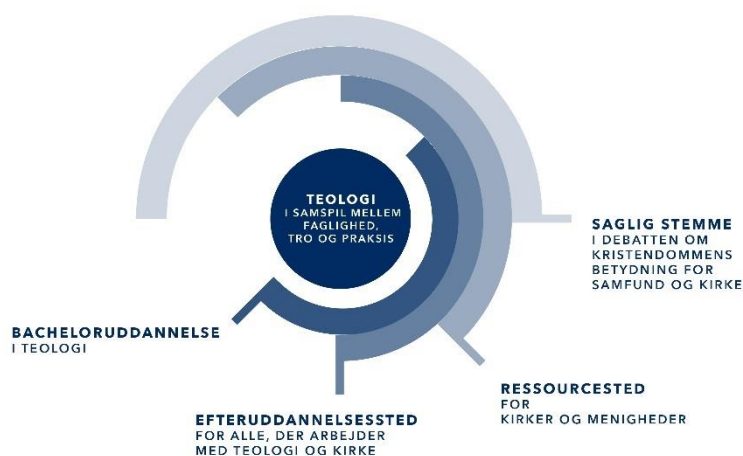 TEOLOGI
I SAMSPIL MELLEM
FAGLIGHED,
TRO OG PRAKSIS
SAGLIG STEMME
I DEBATTEN OM
KRISTENDOMMENS
BETYDNING FOR
SAMFUND OG KIRKE
BACHELORUDDANNELSE
I TEOLOGI
RESSOURCESTED
FOR
KIRKER OG MENIGHEDER
EFTERUDDANNELSESSTED
FOR ALLE, DER ARBEJDER
MED TEOLOGI OG KIRKE